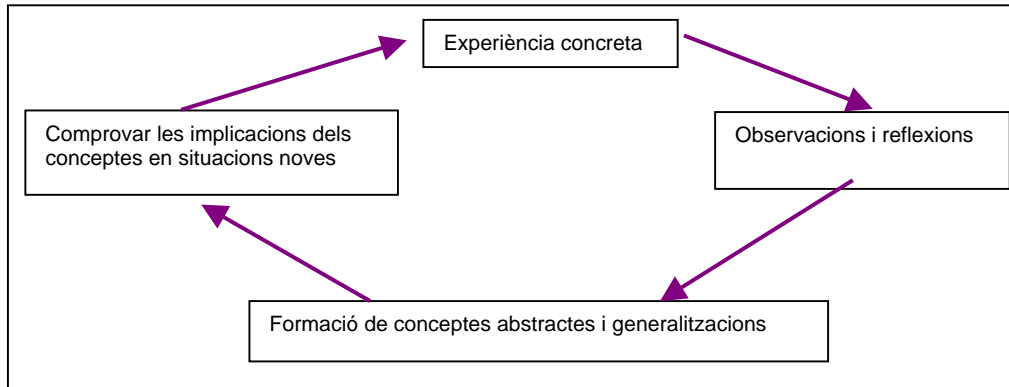 Experiència concreta
Comprovar les implicacions dels
conceptes en situacions noves
Observacions i reflexions
Formació de conceptes abstractes i generalitzacions